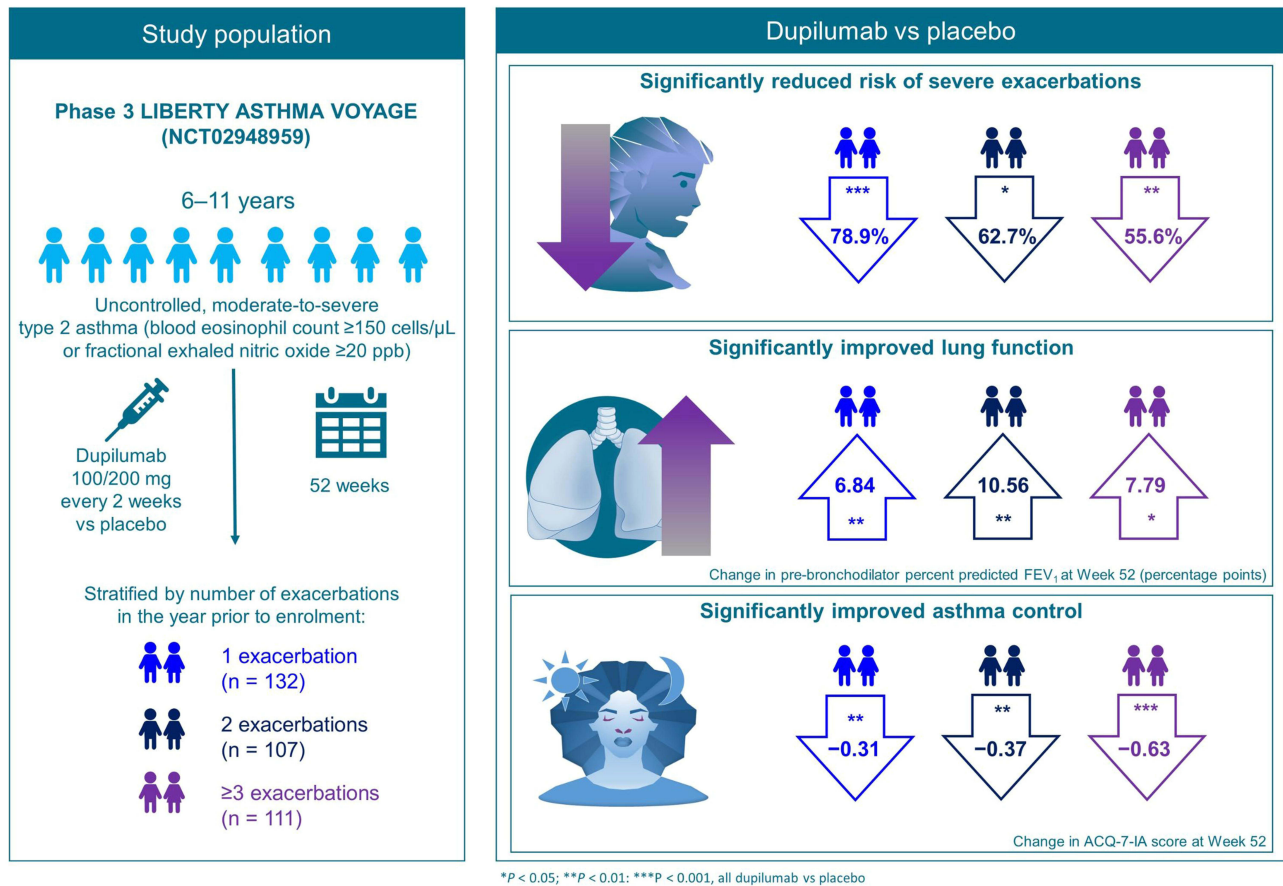 Study population
Phase 3 LIBERTY ASTHMA VOYAGE
(NCT02948959)
6–11 years
Uncontrolled, moderate-to-severe
type 2 asthma (blood eosinophil count ≥150 cells/µL
or fractional exhaled nitric oxide ≥20 ppb)
Dupilumab
100/200 mg
every 2 weeks
vs placebo
52 weeks
Stratified by number of exacerbations
in the year prior to enrolment:
1 exacerbation
(n = 132)
2 exacerbations
(n = 107)
≥3 exacerbations
(n = 111)
Dupilumab vs placebo
Significantly reduced risk of severe exacerbations
*** * **
78.9% 62.7% 55.6%
Significantly improved lung function
6.84 10.56 7.79
** ** *
Change in pre-bronchodilator percent predicted FEV₁ at Week 52 (percentage points)
Significantly improved asthma control
** ** ***
−0.31 −0.37 −0.63
Change in ACQ-7-IA score at Week 52
*P < 0.05; **P < 0.01: ***P < 0.001, all dupilumab vs placebo